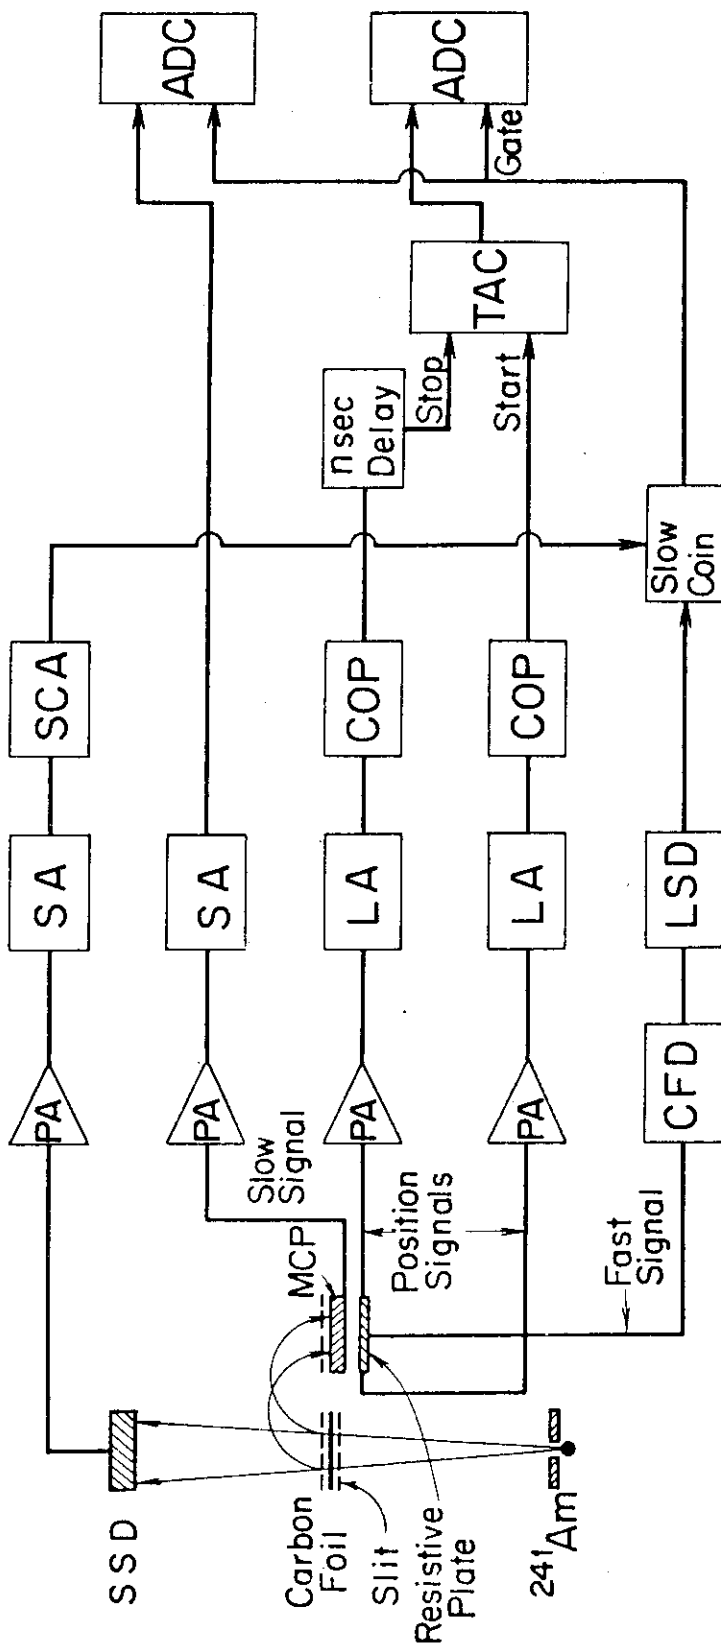 SSD
PA
SA
SCA
ADC
MCP
Slow
Signal
PA
SA
Carbon
Foil
Slit
Resistive
Plate
PA
LA
COP
nsec
Delay
Stop
TAC
ADC
Gate
Position
Signals
PA
LA
COP
Start
241Am
Fast
Signal
CFD
LSD
Slow
Coin